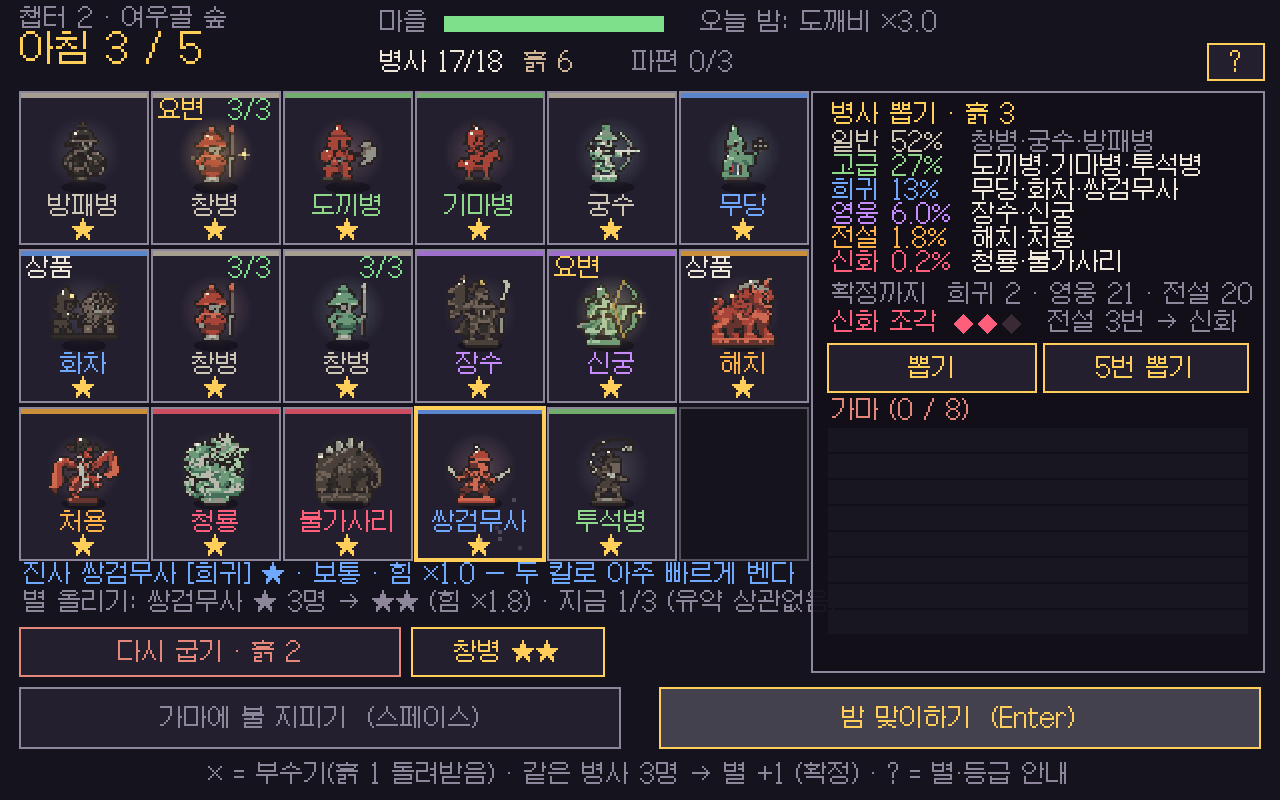 챕터 2 · 여우골 숲
아침 3 / 5
마을
오늘 밤: 도깨비 ×3.0
병사 17/18 흙 6 파편 0/3
?
방패병
요변 3/3
창병
도끼병
기마병
궁수
무당
상품
화차
3/3
창병
3/3
창병
장수
요변
신궁
상품
해치
처용
청룡
불가사리
쌍검무사
투석병
진사 쌍검무사 [희귀] ★ · 보통 · 힘 ×1.0 – 두 칼로 아주 빠르게 벤다
별 올리기: 쌍검무사 ★ 3명 → ★★ (힘 ×1.8) · 지금 1/3 (유약 상관없음
다시 굽기 · 흙 2
창병 ★★
병사 뽑기 · 흙 3
일반 52% 창병·궁수·방패병
고급 27% 도끼병·기마병·투석병
희귀 13% 무당·화차·쌍검무사
영웅 6.0% 장수·신궁
전설 1.8% 해치·처용
신화 0.2% 청룡·불가사리
확정까지 희귀 2 · 영웅 21 · 전설 20
신화 조각 ◆◆◆ 전설 3번 → 신화
뽑기
5번 뽑기
가마 (0 / 8)
가마에 불 지피기 (스페이스)
밤 맞이하기 (Enter)
× = 부수기(흙 1 돌려받음) · 같은 병사 3명 → 별 +1 (확정) · ? = 별·등급 안내